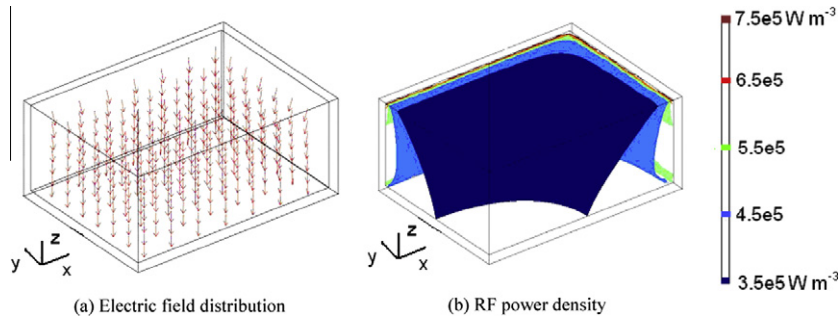 7.5e5 W m⁻³
6.5e5
5.5e5
4.5e5
3.5e5 W m⁻³
z
y
x
z
y
x
(a) Electric field distribution
(b) RF power density